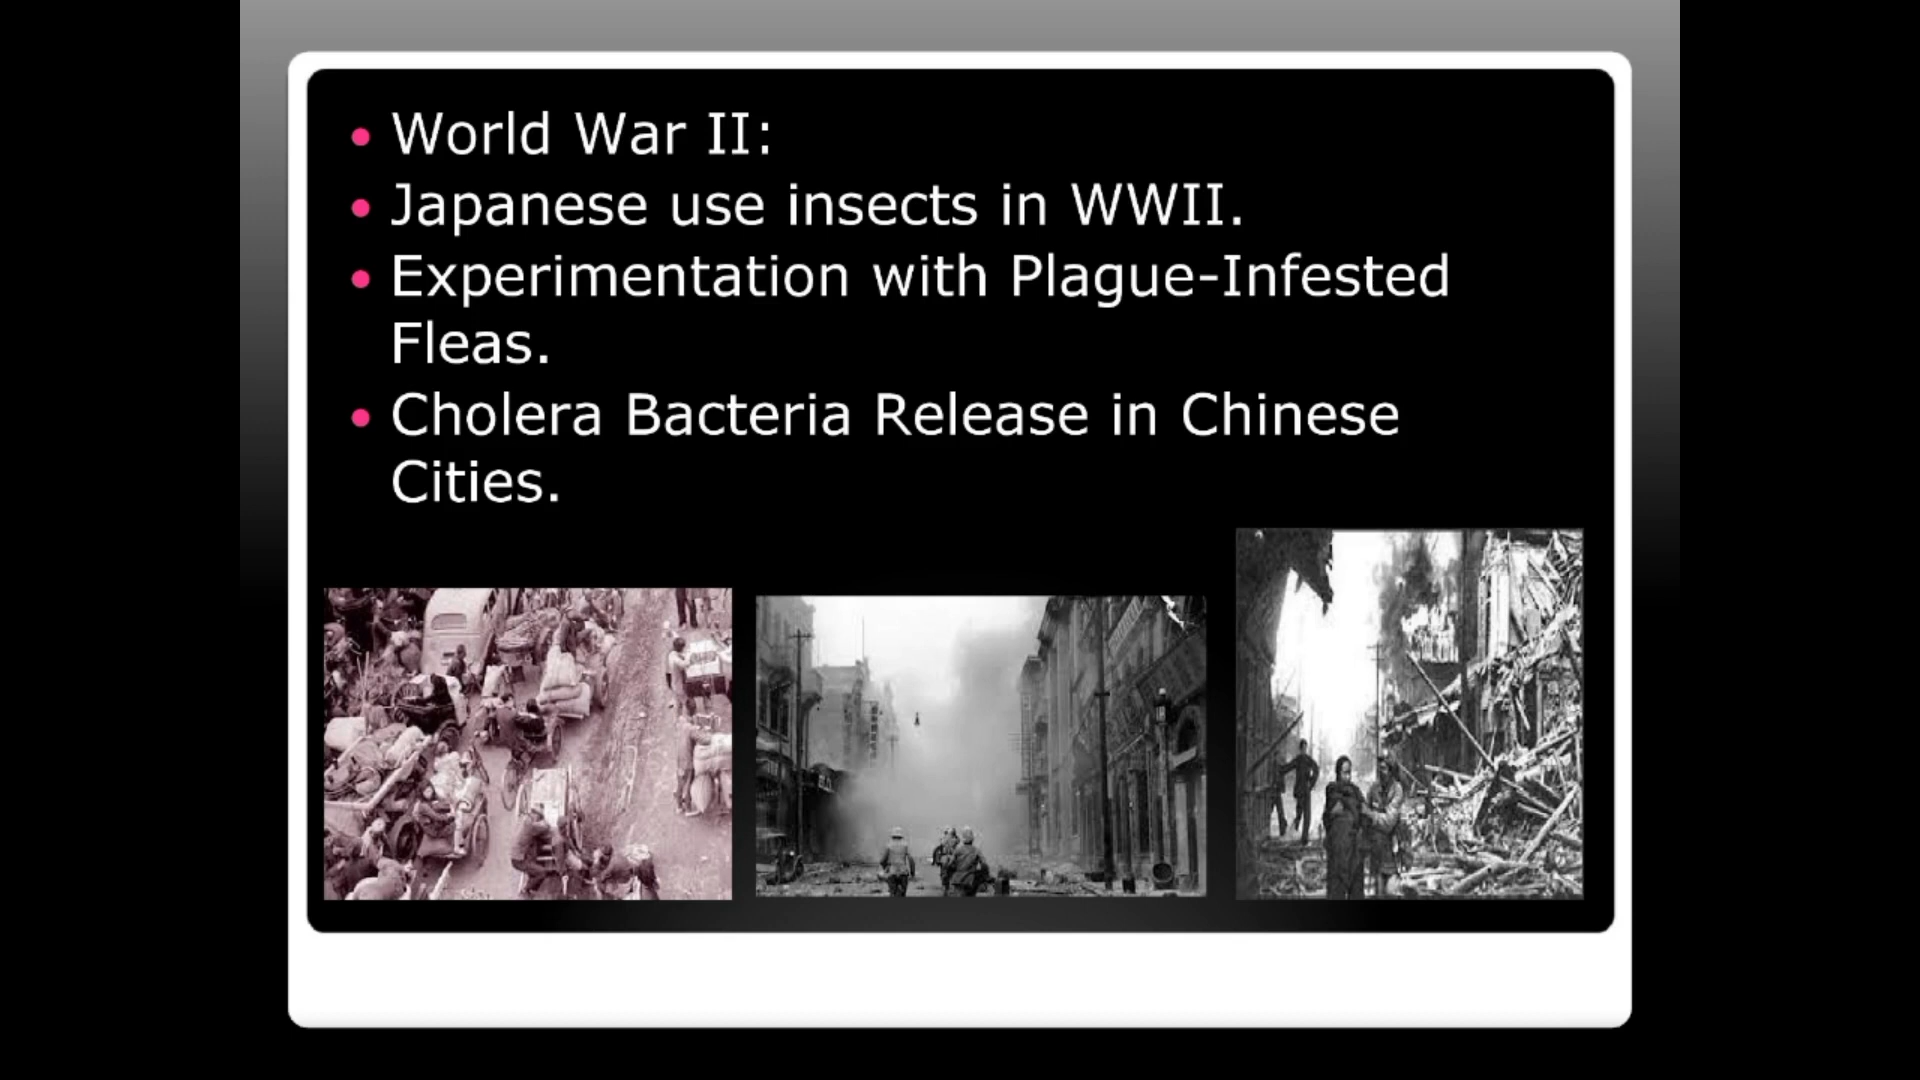 World War II:
Japanese use insects in WWII.
Experimentation with Plague-Infested
Fleas.
Cholera Bacteria Release in Chinese
Cities.